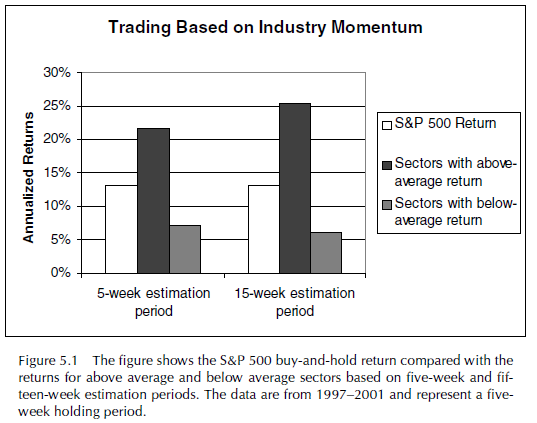 Trading Based on Industry Momentum
30%
25%
20%
15%
10%
5%
0%
Annualized Returns
5-week estimation
period
15-week estimation
period
S&P 500 Return
Sectors with above-
average return
Sectors with below-
average return
Figure 5.1 The figure shows the S&P 500 buy-and-hold return compared with the
returns for above average and below average sectors based on five-week and fif-
teen-week estimation periods. The data are from 1997–2001 and represent a five-
week holding period.